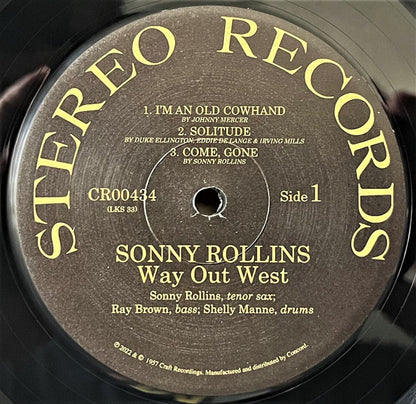 STEREO RECORDS
1. I'M AN OLD COWHAND
BY JOHNNY MERCER
2. SOLITUDE
BY DUKE ELLINGTON, EDDIE DE LANGE & IRVING MILLS
3. COME, GONE
BY SONNY ROLLINS
CR00434
(LKS 33)
Side 1
SONNY ROLLINS
Way Out West
Sonny Rollins, tenor sax;
Ray Brown, bass; Shelly Manne, drums
℗ 2022 & © 1957 Craft Recordings. Manufactured and distributed by Concord.